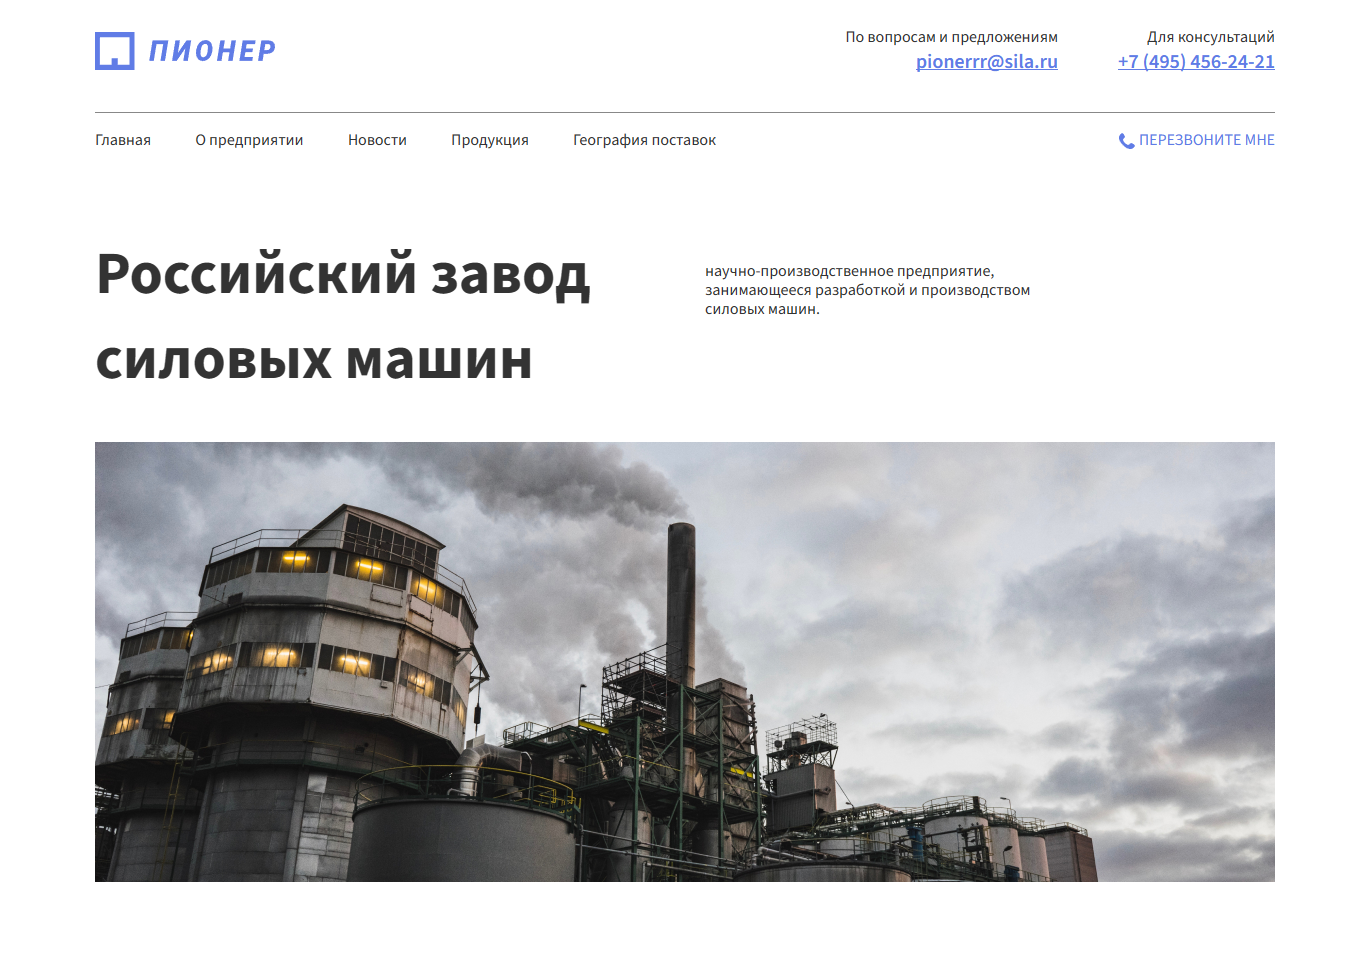 ПИОНЕР
По вопросам и предложениям
pionerrr@sila.ru
Для консультаций
+7 (495) 456-24-21
Главная
О предприятии
Новости
Продукция
География поставок
ПЕРЕЗВОНИТЕ МНЕ
Российский завод
силовых машин
научно-производственное предприятие,
занимающееся разработкой и производством
силовых машин.